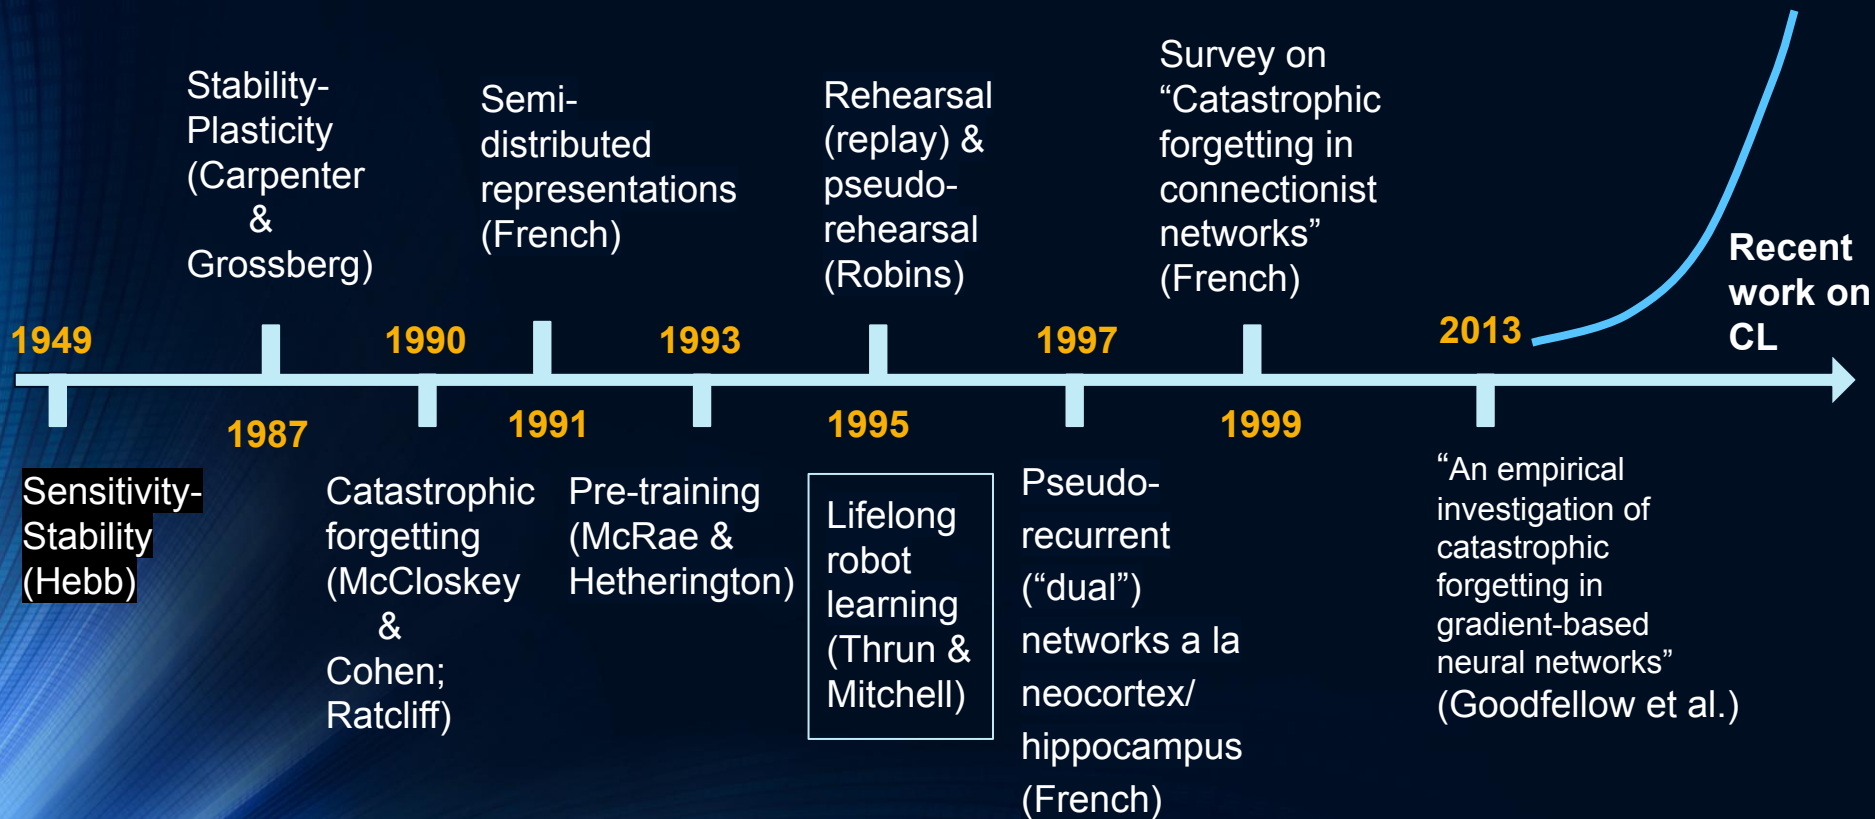 Stability-
Plasticity
(Carpenter
&
Grossberg)
Semi-
distributed
representations
(French)
Rehearsal
(replay) &
pseudo-
rehearsal
(Robins)
Survey on
“Catastrophic
forgetting in
connectionist
networks”
(French)
Recent
work on
CL
1949
1990
1993
1997
2013
1987
1991
1995
1999
Sensitivity-
Stability
(Hebb)
Catastrophic
forgetting
(McCloskey
&
Cohen;
Ratcliff)
Pre-training
(McRae &
Hetherington)
Lifelong
robot
learning
(Thrun &
Mitchell)
Pseudo-
recurrent
(“dual”)
networks a la
neocortex/
hippocampus
(French)
“An empirical
investigation of
catastrophic
forgetting in
gradient-based
neural networks”
(Goodfellow et al.)